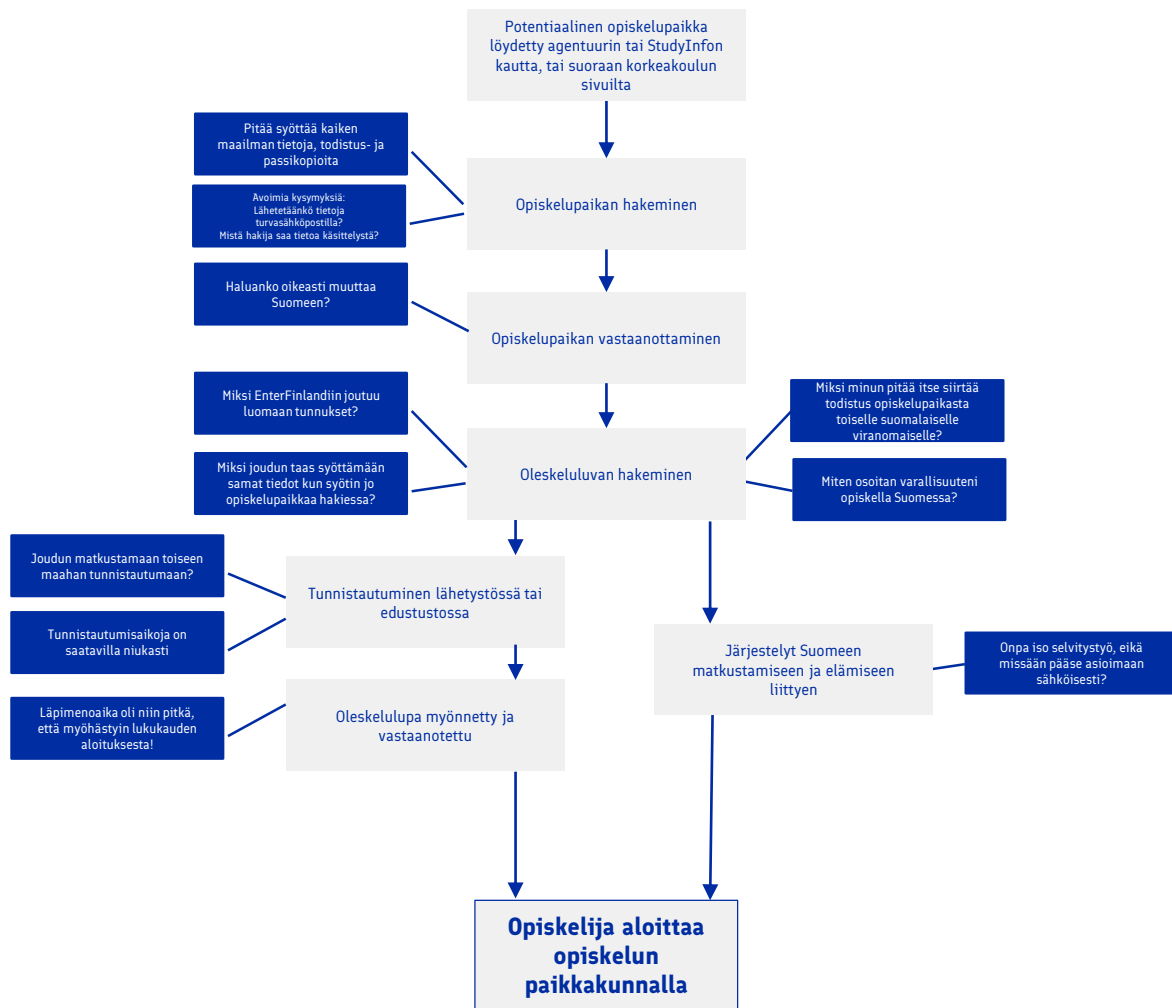 Potentiaalinen opiskelupaikka
löydetty agentuurin tai StudyInfon
kautta, tai suoraan korkeakoulun
sivuilta
Pitää syöttää kaiken
maailman tietoja, todistus- ja
passikopioita
Avoimia kysymyksiä:
Lähetetäänkö tietoja
turvasähköpostilla?
Mistä hakija saa tietoa käsittelystä?
Opiskelupaikan hakeminen
Haluanko oikeasti muuttaa
Suomeen?
Opiskelupaikan vastaanottaminen
Miksi EnterFinlandiin joutuu
luomaan tunnukset?
Miksi joudun taas syöttämään
samat tiedot kun syötin jo
opiskelupaikkaa hakiessa?
Oleskeluluvan hakeminen
Miksi minun pitää itse siirtää
todistus opiskelupaikasta
toiselle suomalaiselle
viranomaiselle?
Miten osoitan varallisuuteni
opiskella Suomessa?
Joudun matkustamaan toiseen
maahan tunnistautumaan?
Tunnistautumisaikoja on
saatavilla niukasti
Tunnistautuminen lähetystössä tai
edustustossa
Järjestelyt Suomeen
matkustamiseen ja elämiseen
liittyen
Onpa iso selvitystyö, eikä
missään pääse asioimaan
sähköisesti?
Läpimenoaika oli niin pitkä,
että myöhästyin lukukauden
aloituksesta!
Oleskelulupa myönnetty ja
vastaanotettu
Opiskelija aloittaa
opiskelun
paikkakunnalla